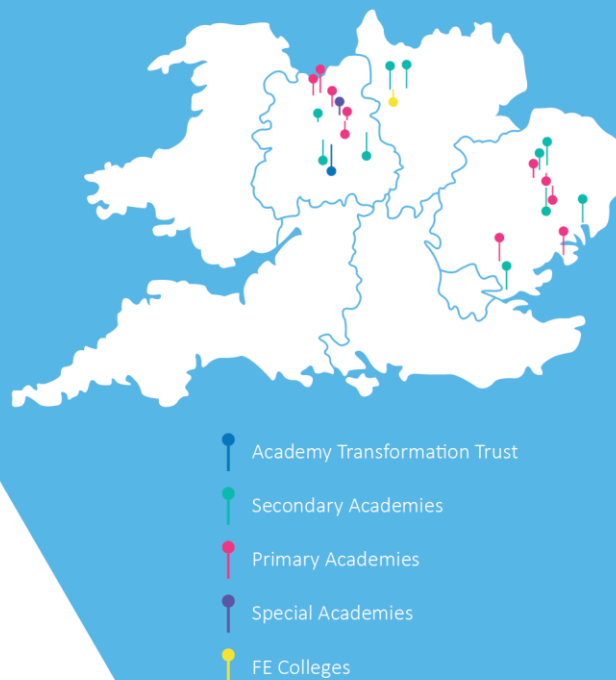 Academy Transformation Trust
Secondary Academies
Primary Academies
Special Academies
FE Colleges